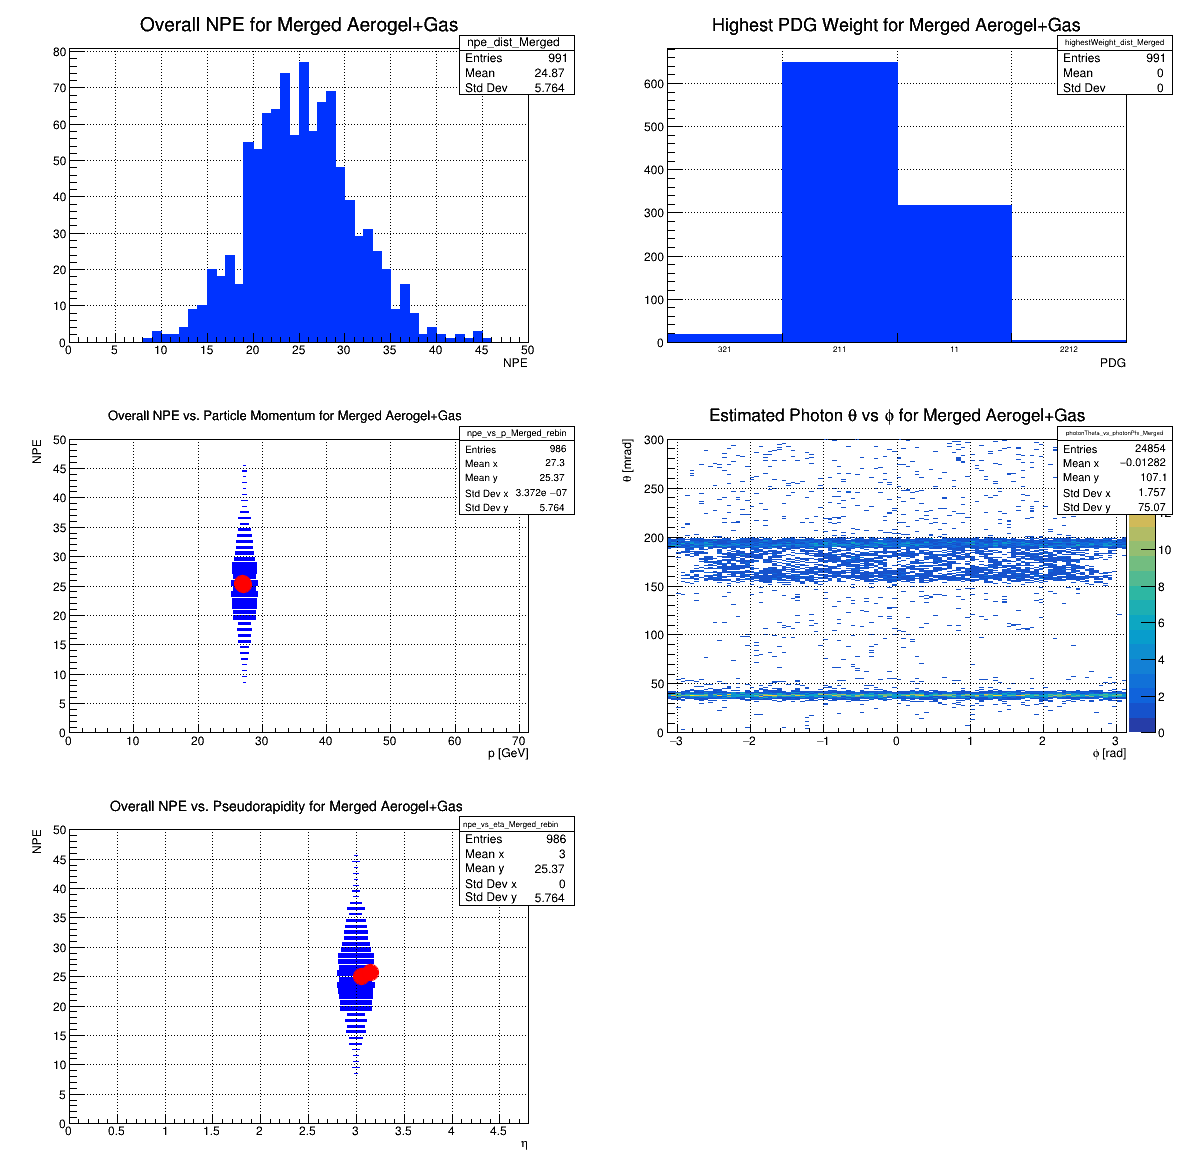 Overall NPE for Merged Aerogel+Gas
npe_dist_Merged
Entries 991
Mean 24.87
Std Dev 5.764
80
70
60
50
40
30
20
10
0
0 5 10 15 20 25 30 35 40 45 50
NPE
Highest PDG Weight for Merged Aerogel+Gas
highestWeight_dist_Merged
Entries 991
Mean 0
Std Dev 0
600
500
400
300
200
100
0
321 211 11 2212
PDG
Overall NPE vs. Particle Momentum for Merged Aerogel+Gas
npe_vs_p_Merged_rebin
Entries 986
Mean x 27.3
Mean y 25.37
Std Dev x 3.372e −07
Std Dev y 5.764
NPE
50
45
40
35
30
25
20
15
10
5
0
0 10 20 30 40 50 60 70
p [GeV]
Estimated Photon θ vs ϕ for Merged Aerogel+Gas
photonTheta_vs_photonPhi_Merged
Entries 24854
Mean x −0.01282
Mean y 107.1
Std Dev x 1.757
Std Dev y 75.07
θ [mrad]
300
250
200
150
100
50
0
−3 −2 −1 0 1 2 3
ϕ [rad]
12
10
8
6
4
2
0
Overall NPE vs. Pseudorapidity for Merged Aerogel+Gas
npe_vs_eta_Merged_rebin
Entries 986
Mean x 3
Mean y 25.37
Std Dev x 0
Std Dev y 5.764
NPE
50
45
40
35
30
25
20
15
10
5
0
0 0.5 1 1.5 2 2.5 3 3.5 4 4.5
η